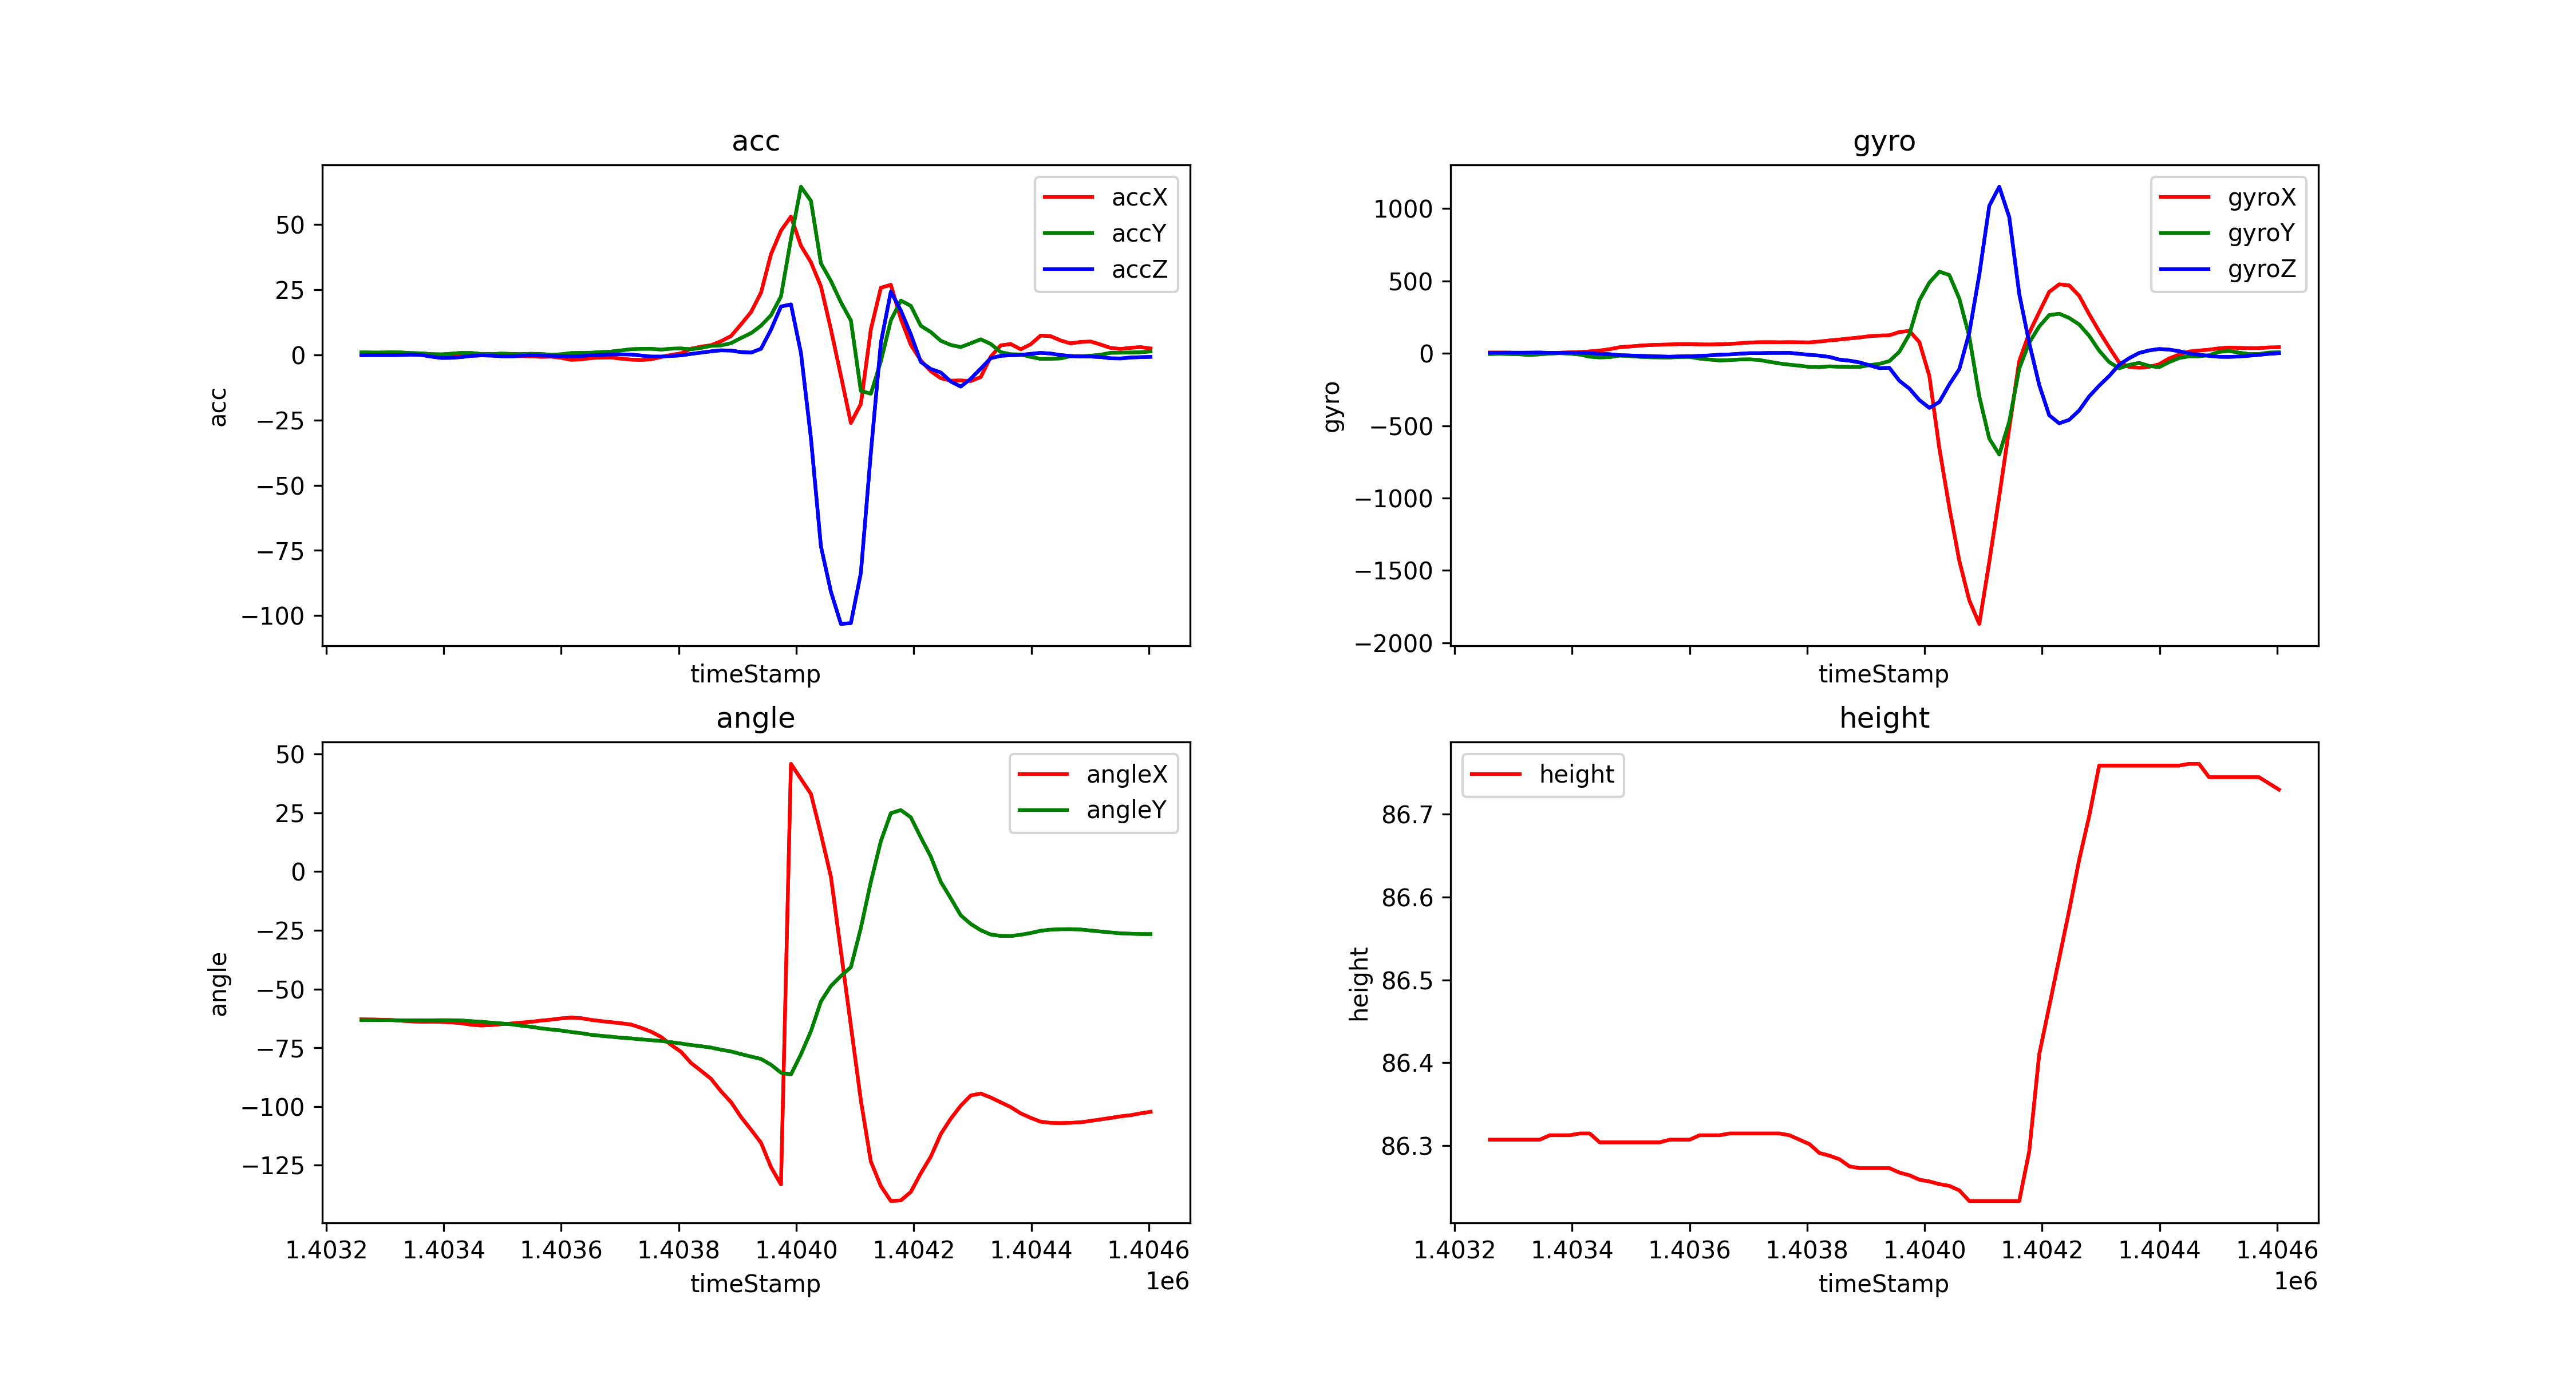 acc
accX
accY
accZ
50
25
0
−25
−50
−75
−100
acc
timeStamp
gyro
gyroX
gyroY
gyroZ
1000
500
0
−500
−1000
−1500
−2000
gyro
timeStamp
angle
angleX
angleY
50
25
0
−25
−50
−75
−100
−125
angle
1.4032 1.4034 1.4036 1.4038 1.4040 1.4042 1.4044 1.4046
1e6
timeStamp
height
height
86.7
86.6
86.5
86.4
86.3
height
1.4032 1.4034 1.4036 1.4038 1.4040 1.4042 1.4044 1.4046
1e6
timeStamp